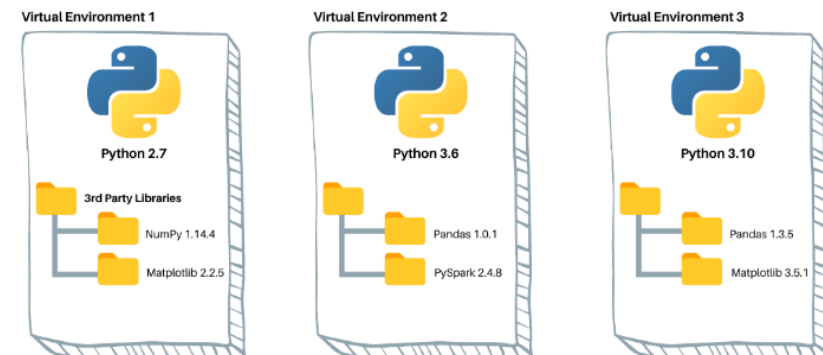 Virtual Environment 1
Python 2.7
3rd Party Libraries
NumPy 1.14.4
Matplotlib 2.2.5
Virtual Environment 2
Python 3.6
Pandas 1.0.1
PySpark 2.4.8
Virtual Environment 3
Python 3.10
Pandas 1.3.5
Matplotlib 3.5.1